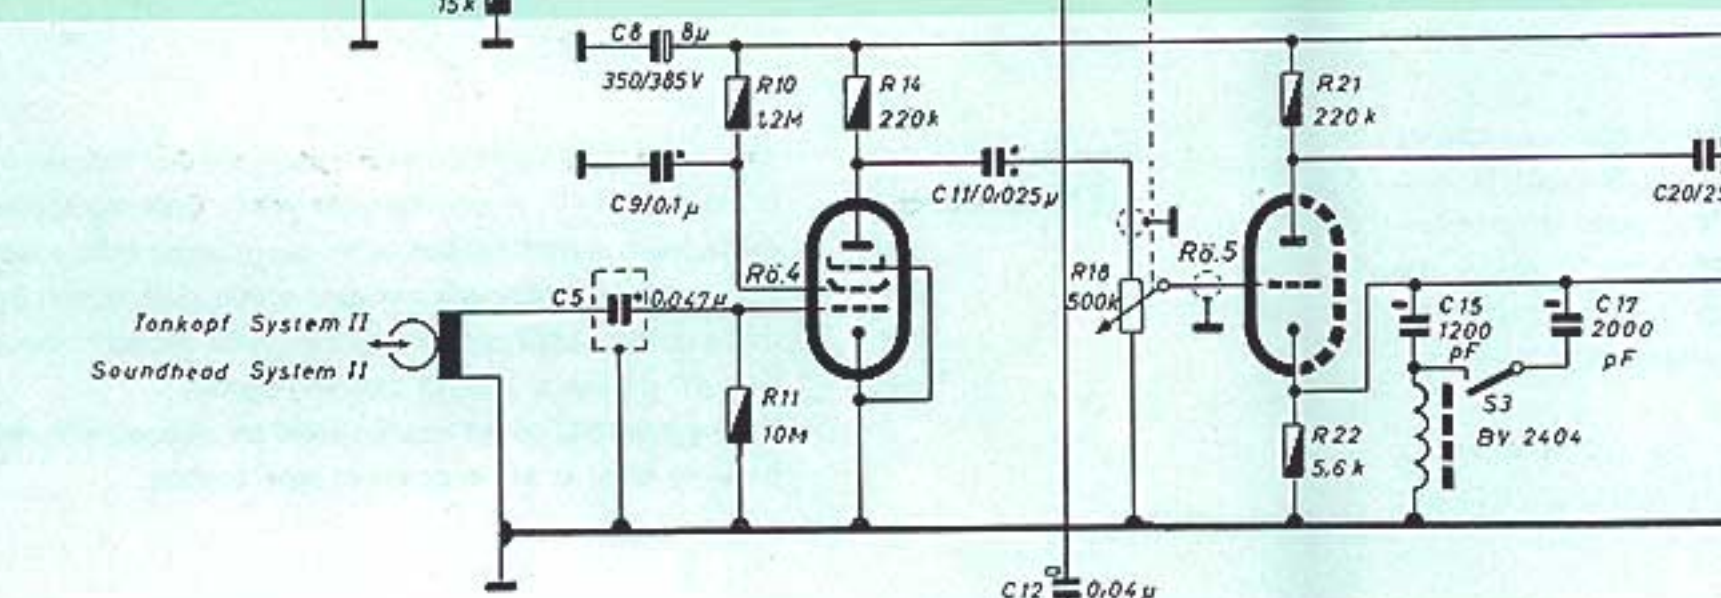 15k
C8 8µ
350/385V
R10
1,2M
R14
220k
R21
220k
C9/0,1µ
C11/0,025µ
C20/25
Rö.4
Rö.5
R18
500k
C5 0,047µ
Tonkopf System II
Soundhead System II
C15
1200
pF
C17
2000
pF
R11
10M
S3
BV. 2404
R22
5,6k
C12 0,04µ